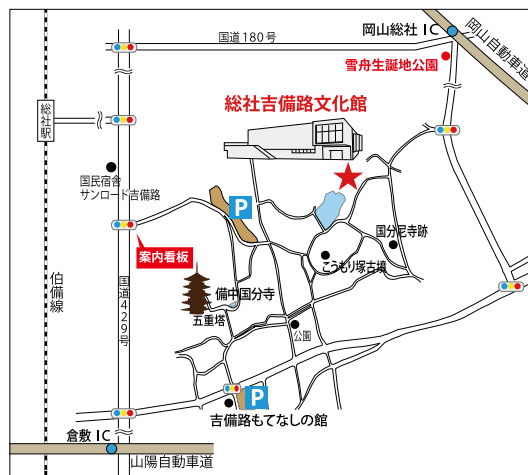 岡山総社IC
国道180号
岡山自動車道
雪舟生誕地公園
総社吉備路文化館
総社駅
国民宿舎
サンロード吉備路
P
国分尼寺跡
案内看板
こうもり塚古墳
伯備線
国道429号
備中国分寺
五重塔
公園
P
吉備路もてなしの館
倉敷IC
山陽自動車道